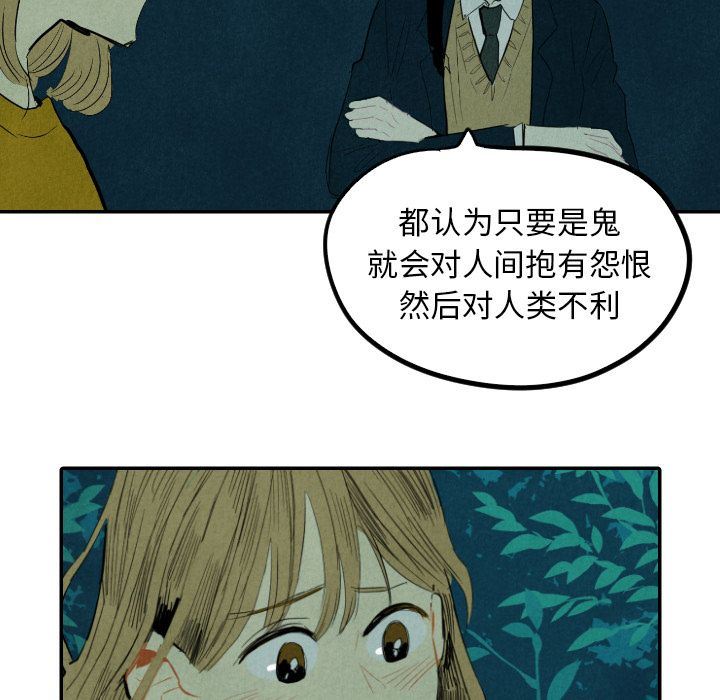 都认为只要是鬼
就会对人间抱有怨恨
然后对人类不利